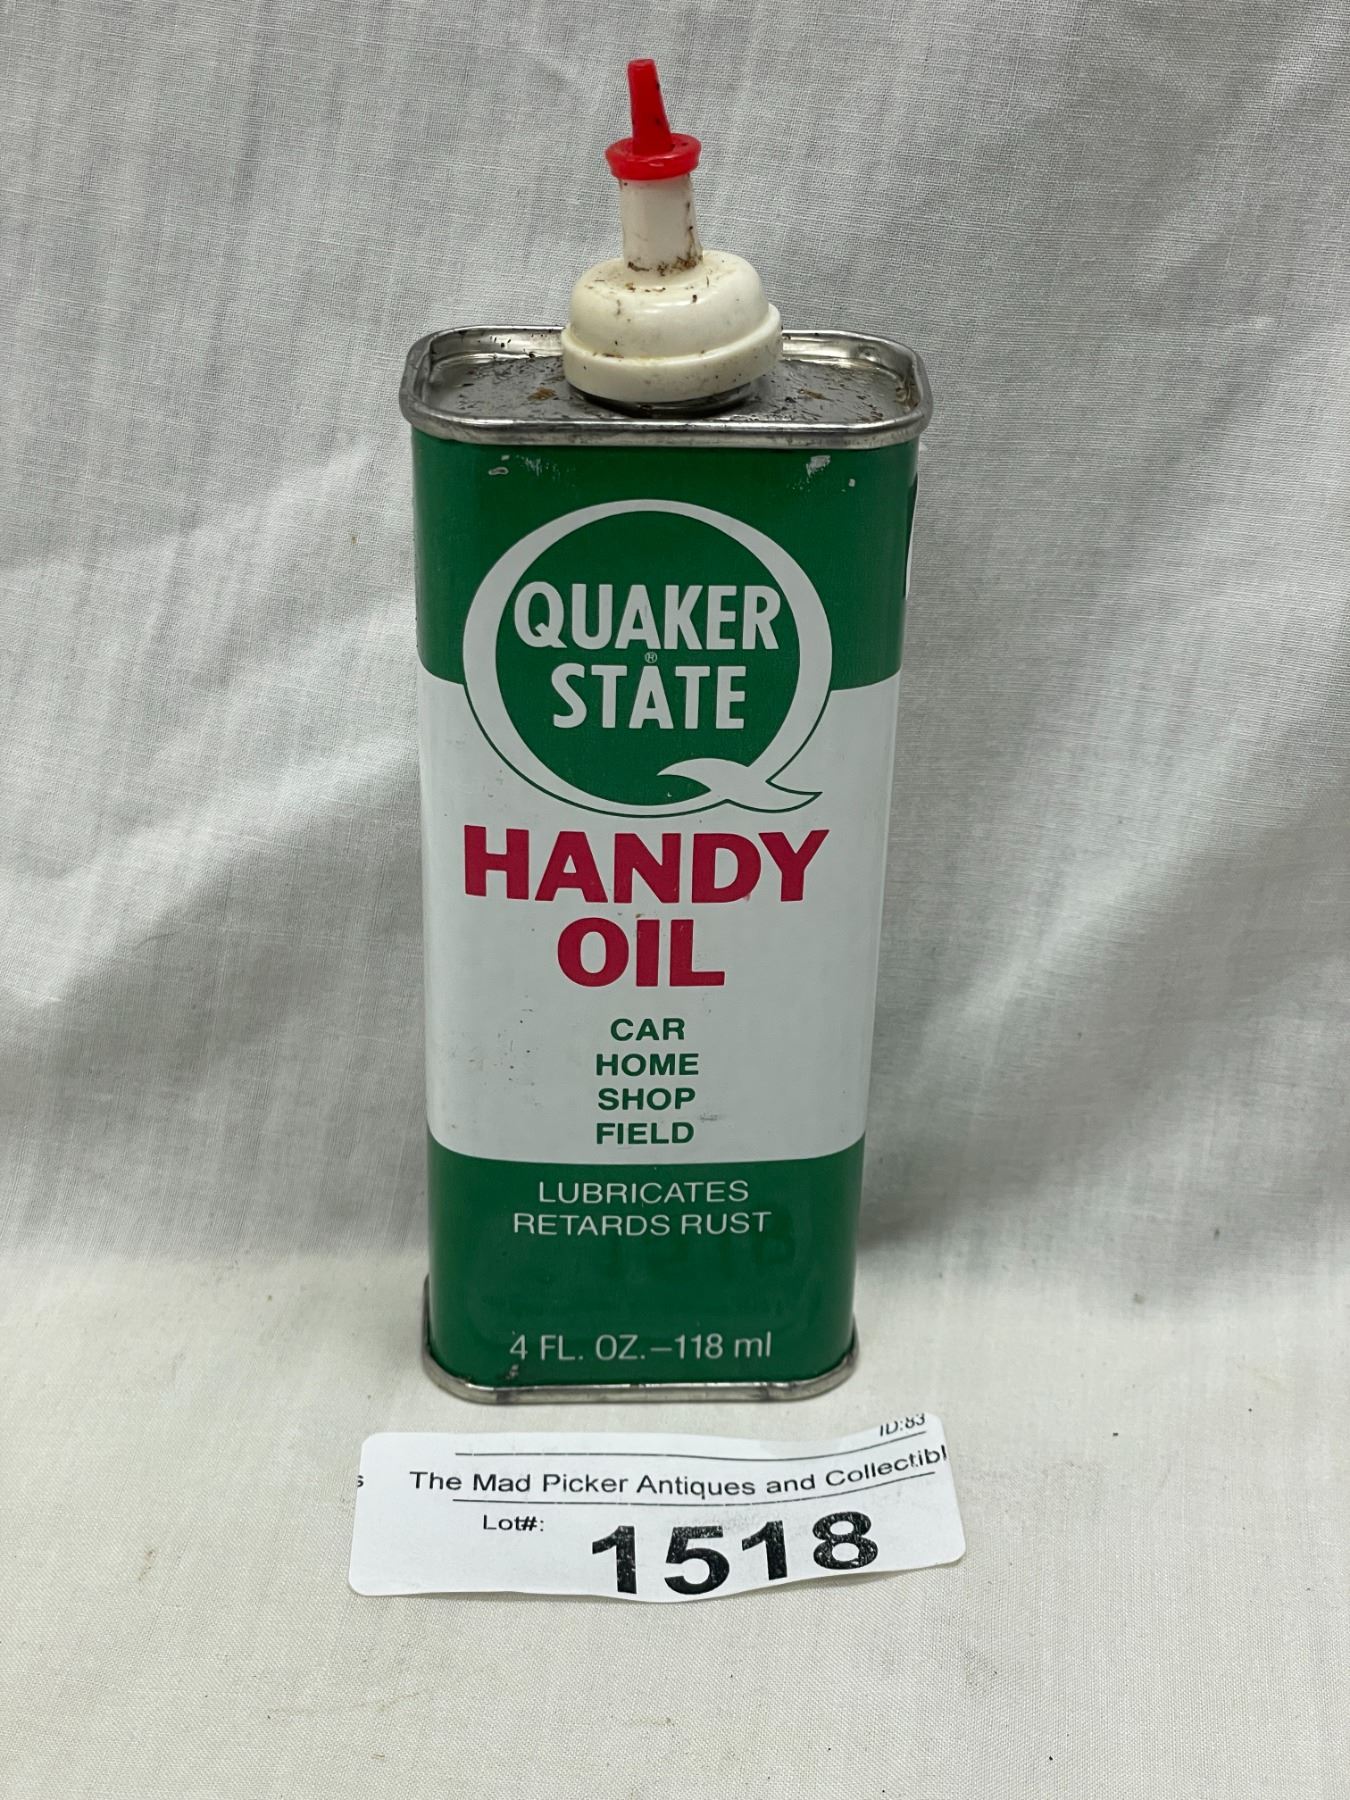 QUAKER
®
STATE
HANDY
OIL
CAR
HOME
SHOP
FIELD
LUBRICATES
RETARDS RUST
4 FL. OZ.–118 ml
ID:83
s The Mad Picker Antiques and Collectibl
Lot#: 1518